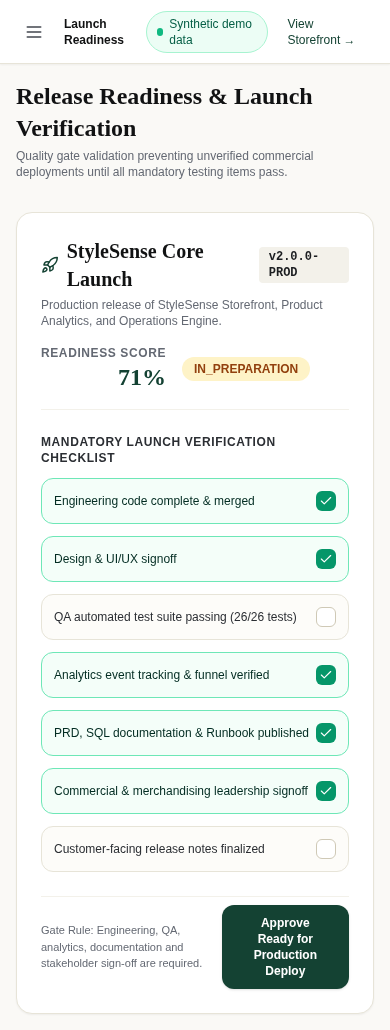 Launch
Readiness
Synthetic demo
data
View
Storefront →
Release Readiness & Launch
Verification
Quality gate validation preventing unverified commercial
deployments until all mandatory testing items pass.
StyleSense Core
Launch
v2.0.0-
PROD
Production release of StyleSense Storefront, Product
Analytics, and Operations Engine.
READINESS SCORE
71%
IN_PREPARATION
MANDATORY LAUNCH VERIFICATION
CHECKLIST
Engineering code complete & merged
Design & UI/UX signoff
QA automated test suite passing (26/26 tests)
Analytics event tracking & funnel verified
PRD, SQL documentation & Runbook published
Commercial & merchandising leadership signoff
Customer-facing release notes finalized
Gate Rule: Engineering, QA,
analytics, documentation and
stakeholder sign-off are required.
Approve
Ready for
Production
Deploy